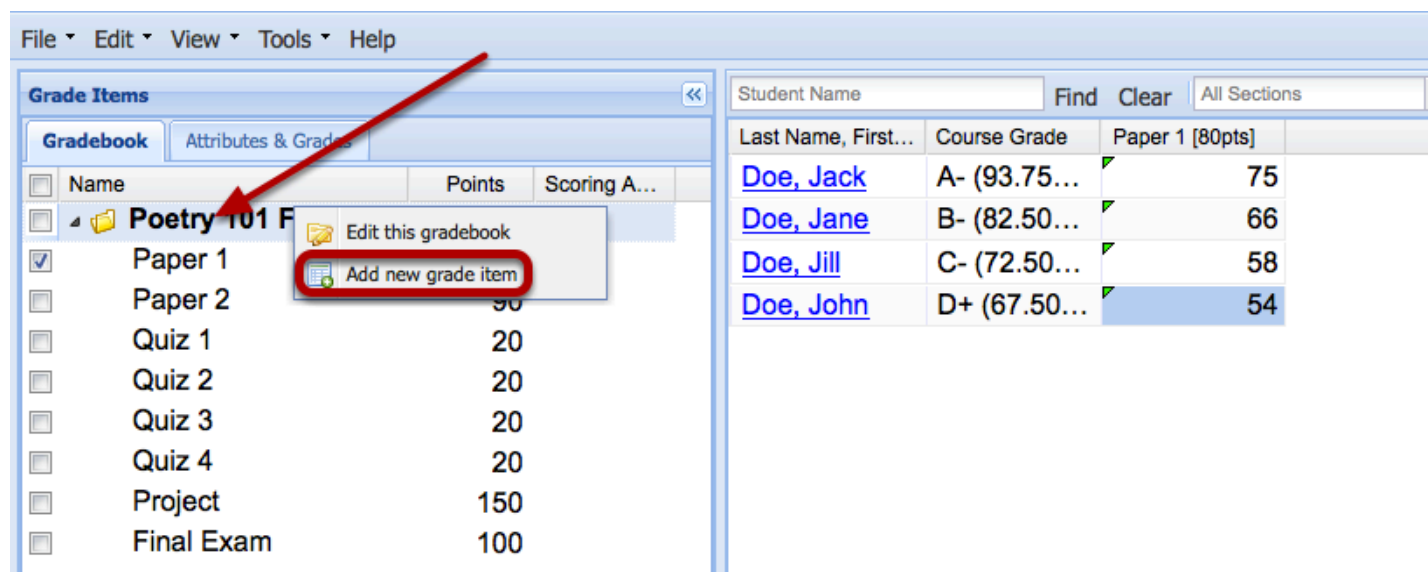 File Edit View Tools Help
Grade Items
Gradebook Attributes & Grades
Name Points Scoring A...
Poetry 101 F
Edit this gradebook
Add new grade item
Paper 1
Paper 2 90
Quiz 1 20
Quiz 2 20
Quiz 3 20
Quiz 4 20
Project 150
Final Exam 100
Student Name Find Clear All Sections
Last Name, First... Course Grade Paper 1 [80pts]
Doe, Jack A- (93.75... 75
Doe, Jane B- (82.50... 66
Doe, Jill C- (72.50... 58
Doe, John D+ (67.50... 54